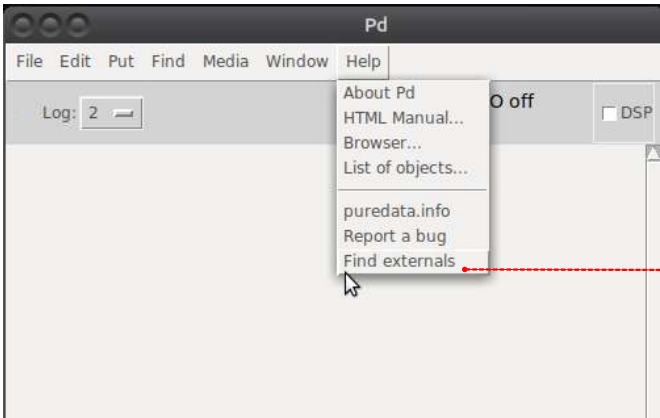 Pd
File Edit Put Find Media Window Help
Log: 2
O off
DSP
About Pd
HTML Manual...
Browser...
List of objects...
puredata.info
Report a bug
Find externals